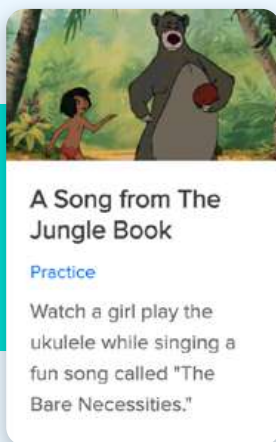 A Song from The
Jungle Book
Practice
Watch a girl play the
ukulele while singing a
fun song called "The
Bare Necessities."